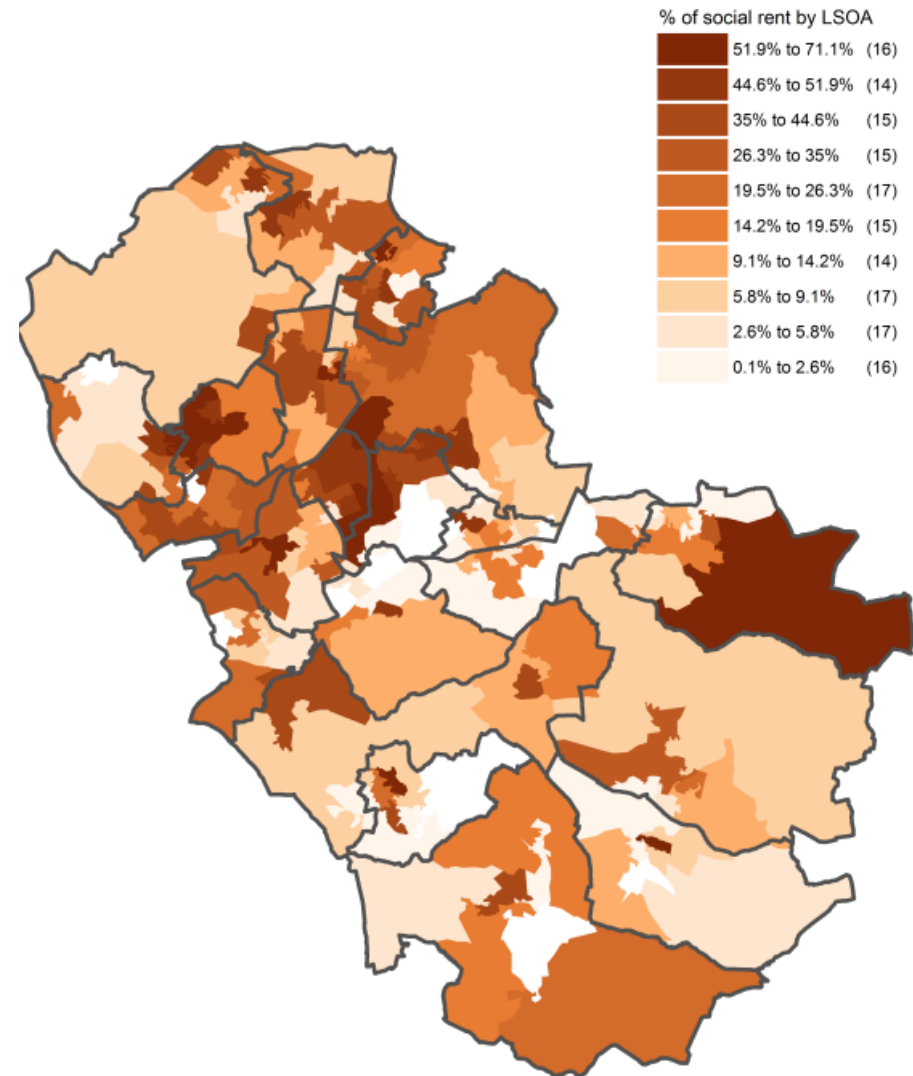 % of social rent by LSOA
51.9% to 71.1% (16)
44.6% to 51.9% (14)
35% to 44.6% (15)
26.3% to 35% (15)
19.5% to 26.3% (17)
14.2% to 19.5% (15)
9.1% to 14.2% (14)
5.8% to 9.1% (17)
2.6% to 5.8% (17)
0.1% to 2.6% (16)